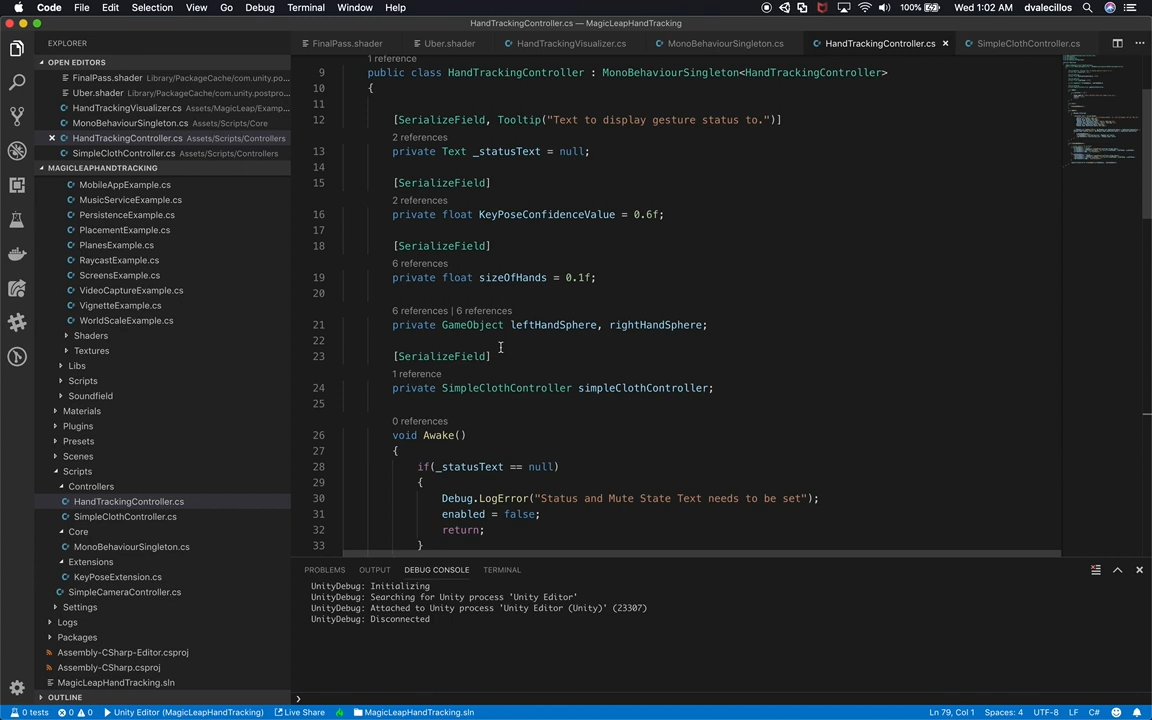 Code File Edit Selection View Go Debug Terminal Window Help
100% Wed 1:02 AM dvalecillos
HandTrackingController.cs — MagicLeapHandTracking
EXPLORER
OPEN EDITORS
FinalPass.shader Library/PackageCache/com.unity.po...
Uber.shader Library/PackageCache/com.unity.postpro...
HandTrackingVisualizer.cs Assets/MagicLeap/Examp...
MonoBehaviourSingleton.cs Assets/Scripts/Core
HandTrackingController.cs Assets/Scripts/Controllers
SimpleClothController.cs Assets/Scripts/Controllers
MAGICLEAPHANDTRACKING
MobileAppExample.cs
MusicServiceExample.cs
PersistenceExample.cs
PlacementExample.cs
PlanesExample.cs
RaycastExample.cs
ScreensExample.cs
VideoCaptureExample.cs
VignetteExample.cs
WorldScaleExample.cs
Shaders
Textures
Libs
Scripts
Soundfield
Materials
Plugins
Presets
Scenes
Scripts
Controllers
HandTrackingController.cs
SimpleClothController.cs
Core
MonoBehaviourSingleton.cs
Extensions
KeyPoseExtension.cs
SimpleCameraController.cs
Settings
Logs
Packages
Assembly-CSharp-Editor.csproj
Assembly-CSharp.csproj
MagicLeapHandTracking.sln
OUTLINE
FinalPass.shader Uber.shader HandTrackingVisualizer.cs MonoBehaviourSingleton.cs HandTrackingController.cs SimpleClothController.cs
1 reference
9 public class HandTrackingController : MonoBehaviourSingleton<HandTrackingController>
10 {
11
12 [SerializeField, Tooltip("Text to display gesture status to.")]
2 references
13 private Text _statusText = null;
14
15 [SerializeField]
2 references
16 private float KeyPoseConfidenceValue = 0.6f;
17
18 [SerializeField]
6 references
19 private float sizeOfHands = 0.1f;
20
6 references | 6 references
21 private GameObject leftHandSphere, rightHandSphere;
22
23 [SerializeField]
1 reference
24 private SimpleClothController simpleClothController;
25
0 references
26 void Awake()
27 {
28 if(_statusText == null)
29 {
30 Debug.LogError("Status and Mute State Text needs to be set");
31 enabled = false;
32 return;
33 }
PROBLEMS OUTPUT DEBUG CONSOLE TERMINAL
UnityDebug: Initializing
UnityDebug: Searching for Unity process 'Unity Editor'
UnityDebug: Attached to Unity process 'Unity Editor (Unity)' (23307)
UnityDebug: Disconnected
0 tests 0 0 Unity Editor (MagicLeapHandTracking) Live Share MagicLeapHandTracking.sln Ln 79, Col 1 Spaces: 4 UTF-8 LF C#